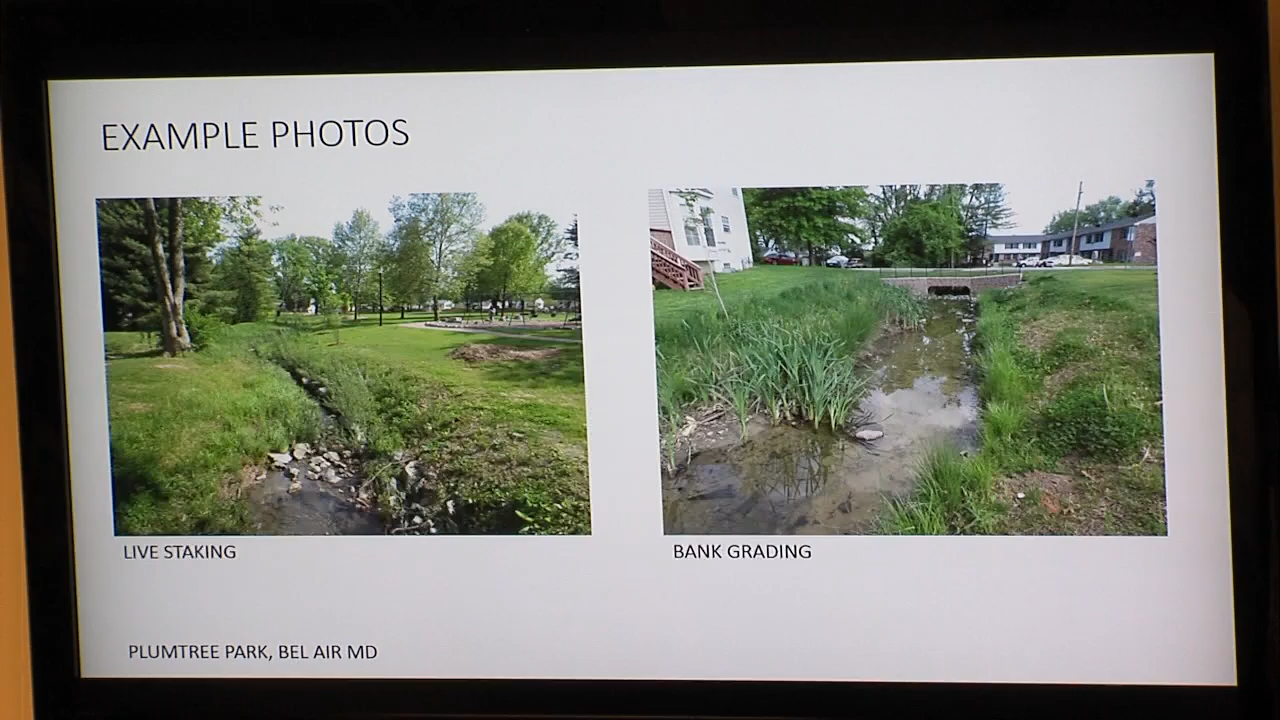 EXAMPLE PHOTOS
LIVE STAKING
BANK GRADING
PLUMTREE PARK, BEL AIR MD